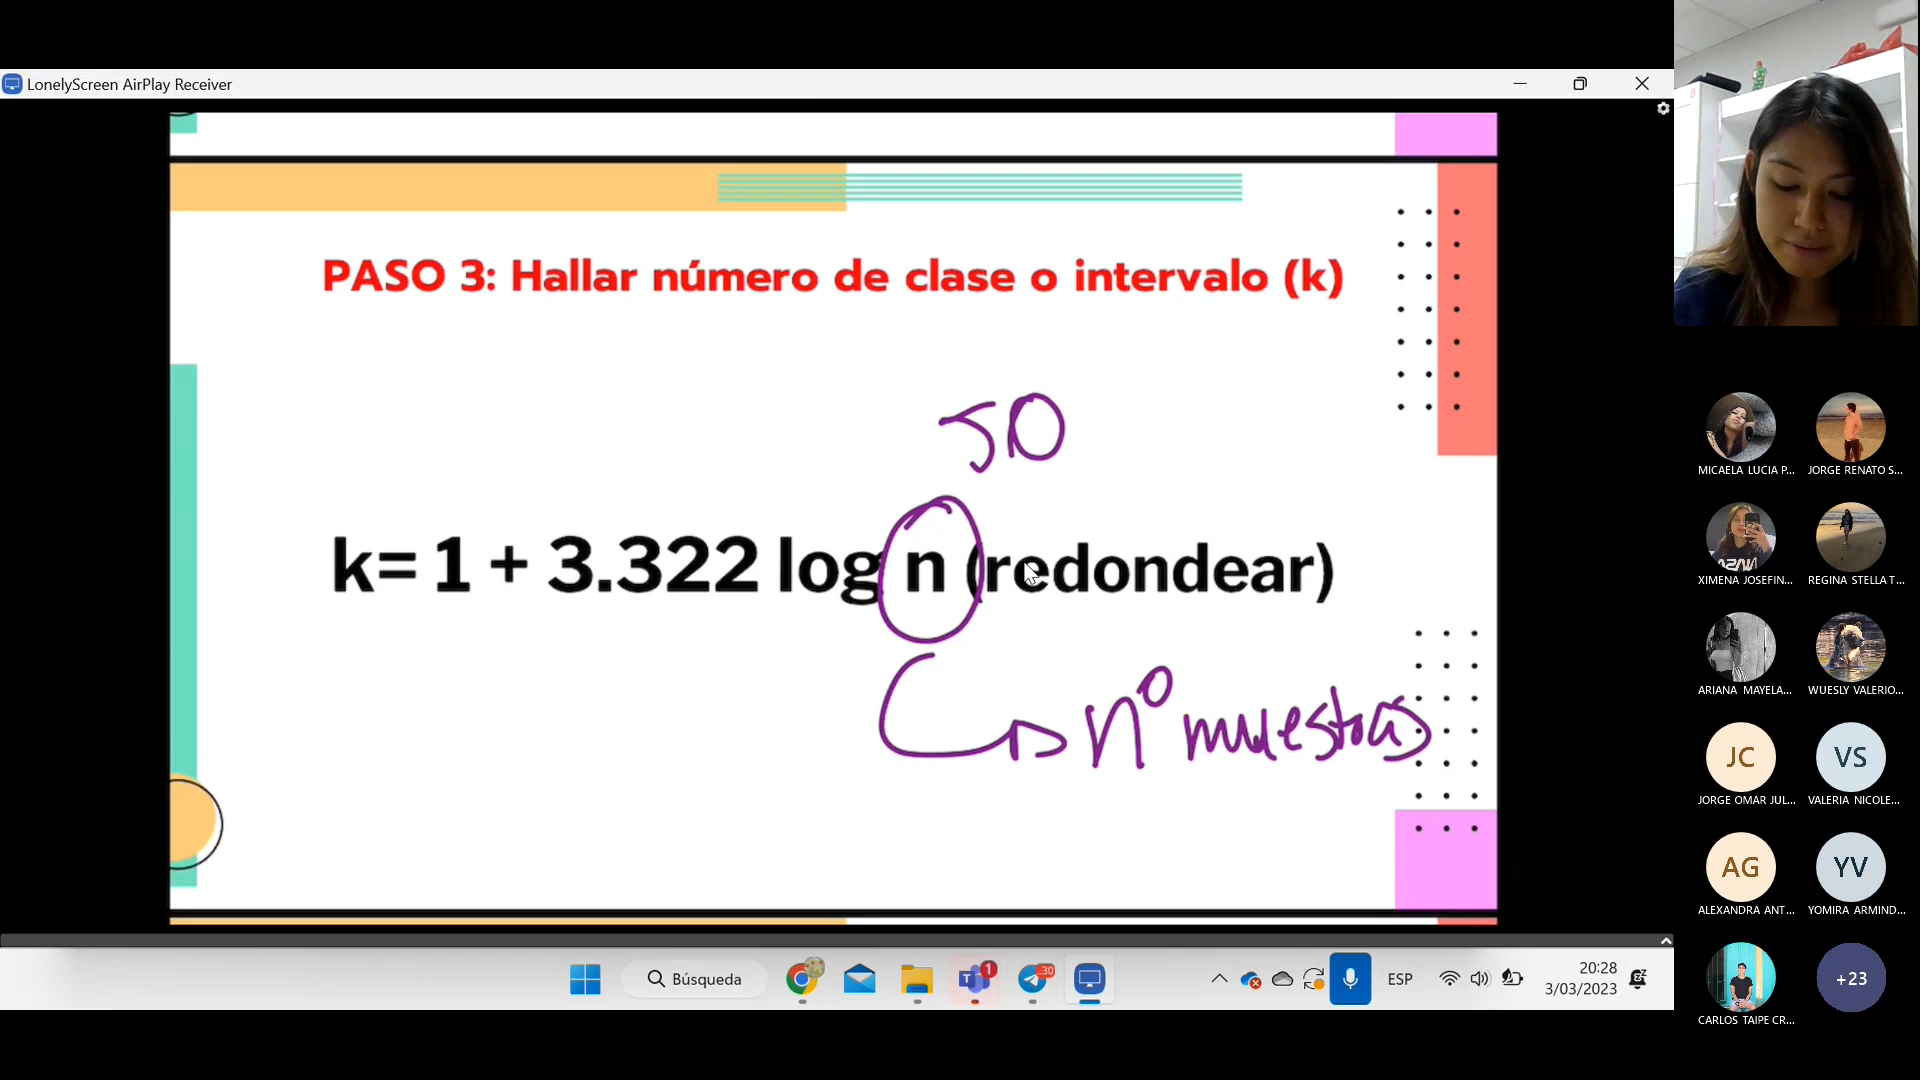 LonelyScreen AirPlay Receiver
PASO 3: Hallar número de clase o intervalo (k)
50
k= 1 + 3.322 log n (redondear)
n° muestras
MICAELA LUCIA P...
JORGE RENATO S...
XIMENA JOSEFIN...
REGINA STELLA T...
ARIANA MAYELA...
WUESLY VALERIO...
JC
VS
JORGE OMAR JUL...
VALERIA NICOLE...
AG
YV
ALEXANDRA ANT...
YOMIRA ARMIND...
+23
CARLOS TAIPE CR...
Búsqueda
1
..30
ESP
20:28
3/03/2023